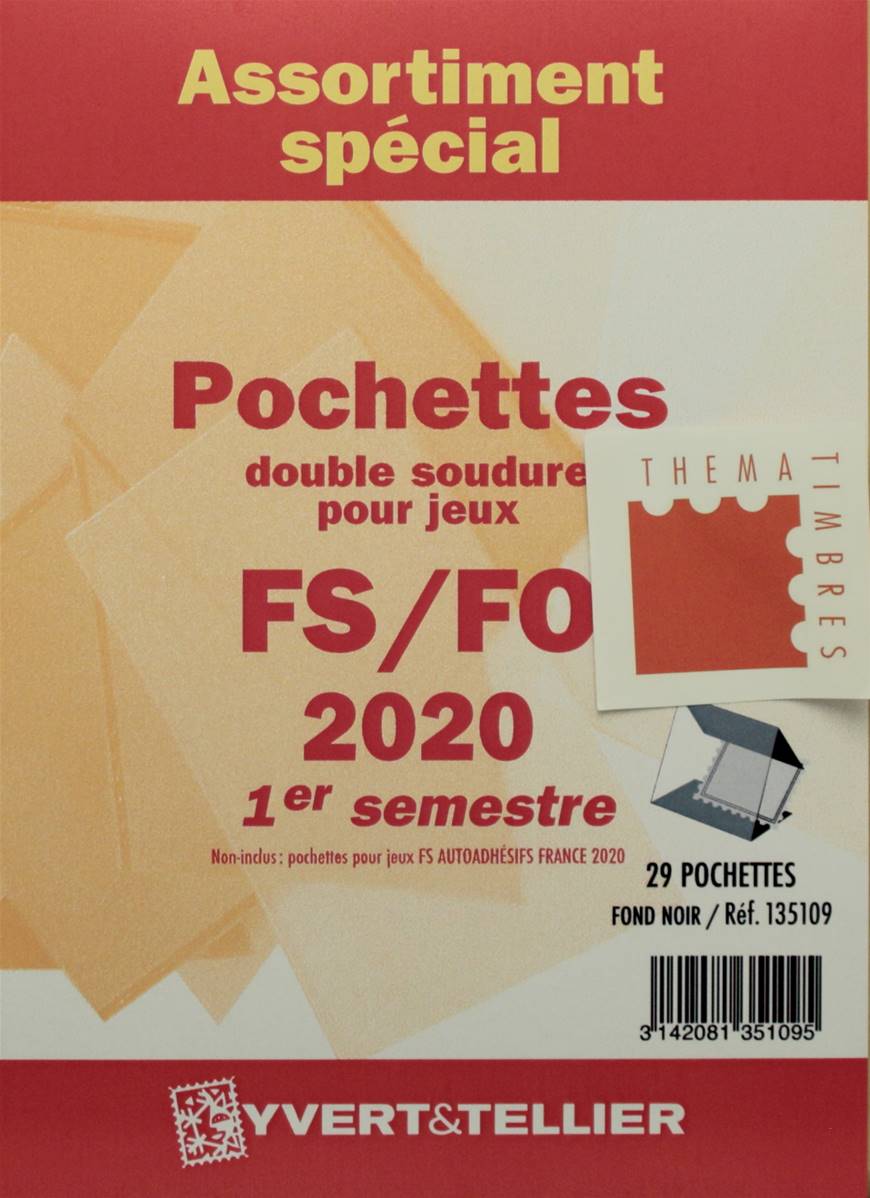 Assortiment
spécial
Pochettes
double soudure
pour jeux
THEMA
TIMBRES
FS/FO
2020
1er semestre
Non-inclus : pochettes pour jeux FS AUTOADHÉSIFS FRANCE 2020
29 POCHETTES
FOND NOIR / Réf. 135109
3 142081 351095
YVERT&TELLIER